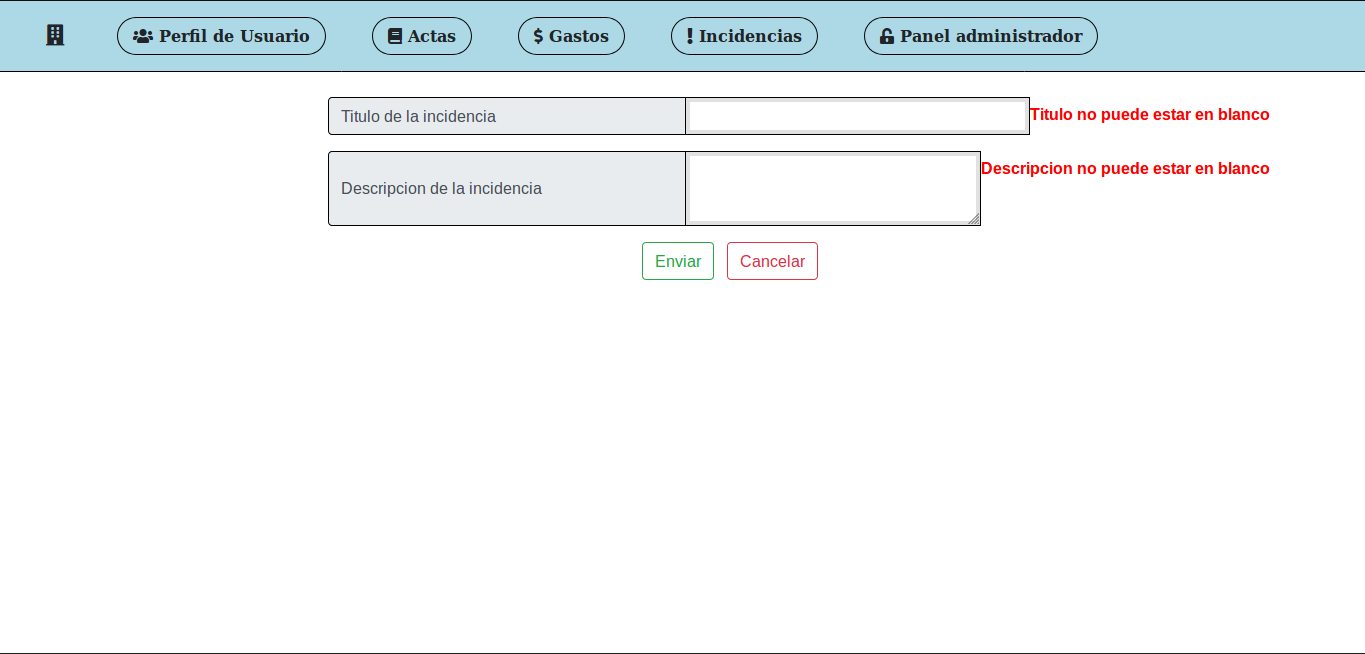 Perfil de Usuario Actas Gastos Incidencias Panel administrador
Titulo de la incidencia Titulo no puede estar en blanco
Descripcion de la incidencia Descripcion no puede estar en blanco
Enviar Cancelar